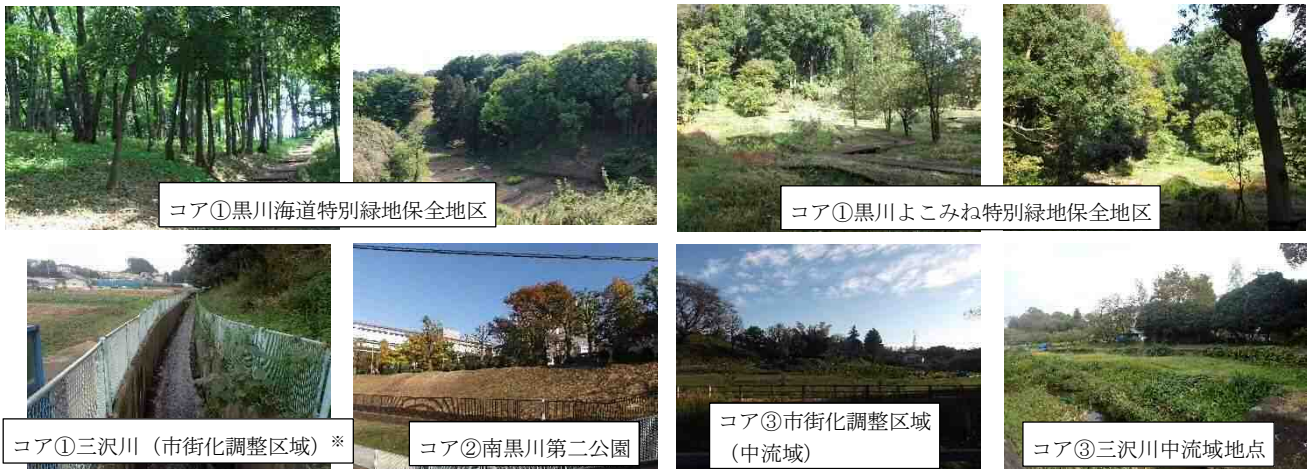 コア①黒川海道特別緑地保全地区
コア①黒川よこみね特別緑地保全地区
コア①三沢川（市街化調整区域）※
コア②南黒川第二公園
コア③市街化調整区域
（中流域）
コア③三沢川中流域地点